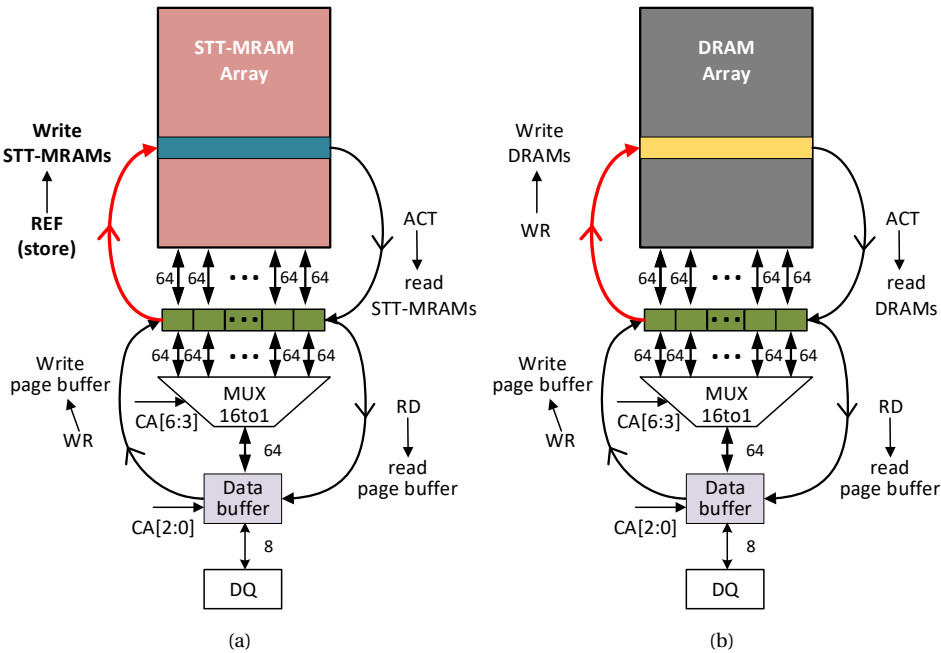 STT-MRAM
Array
Write
STT-MRAMs
REF
(store)
ACT
read
STT-MRAMs
64
64
64
64
64
64
64
64
Write
page buffer
WR
MUX
16to1
CA[6:3]
RD
read
page buffer
64
Data
buffer
CA[2:0]
8
DQ
(a)
DRAM
Array
Write
DRAMs
WR
ACT
read
DRAMs
64
64
64
64
64
64
64
64
Write
page buffer
WR
MUX
16to1
CA[6:3]
RD
read
page buffer
64
Data
buffer
CA[2:0]
8
DQ
(b)